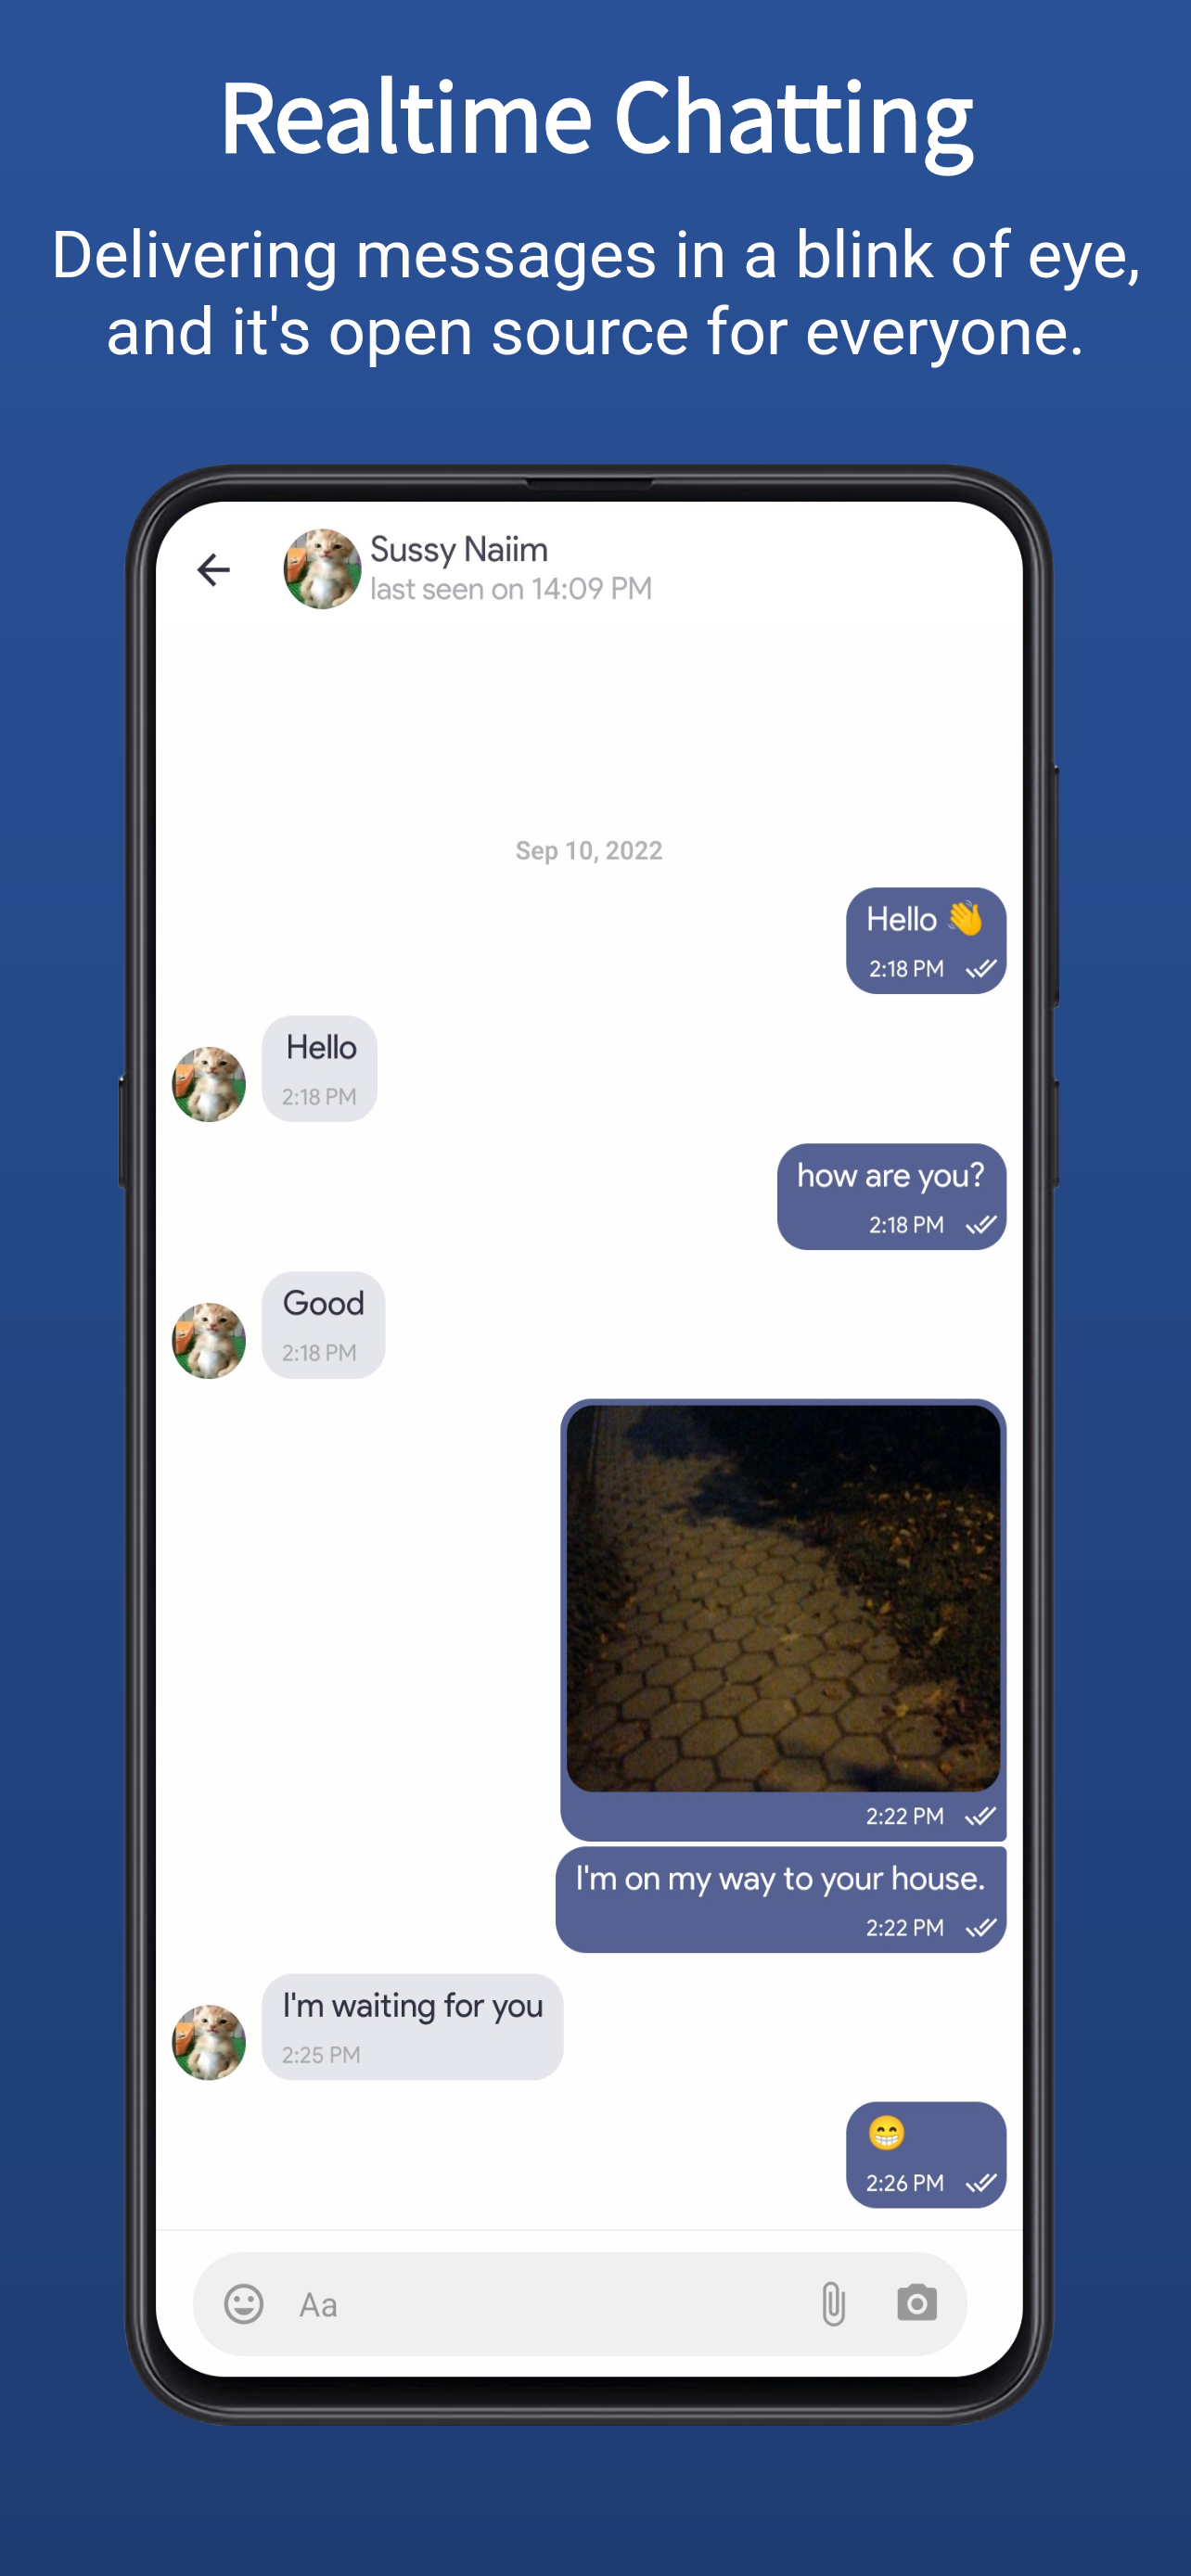 Realtime Chatting
Delivering messages in a blink of eye,
and it's open source for everyone.
Sussy Naiim
last seen on 14:09 PM
Sep 10, 2022
Hello 👋
2:18 PM
Hello
2:18 PM
how are you?
2:18 PM
Good
2:18 PM
2:22 PM
I'm on my way to your house.
2:22 PM
I'm waiting for you
2:25 PM
😁
2:26 PM
Aa